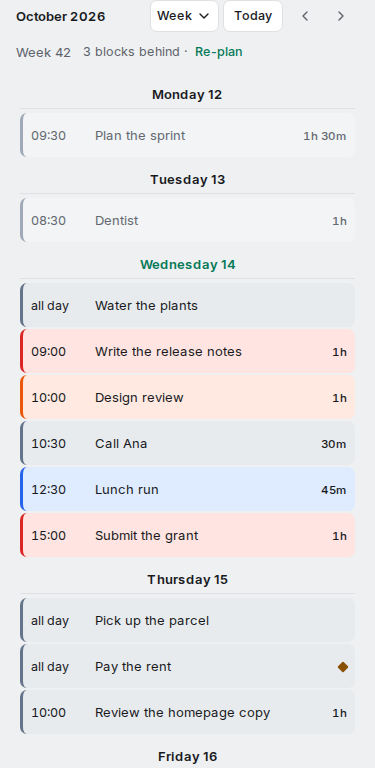 October 2026 Week Today
Week 42 3 blocks behind · Re-plan
Monday 12
09:30 Plan the sprint 1h 30m
Tuesday 13
08:30 Dentist 1h
Wednesday 14
all day Water the plants
09:00 Write the release notes 1h
10:00 Design review 1h
10:30 Call Ana 30m
12:30 Lunch run 45m
15:00 Submit the grant 1h
Thursday 15
all day Pick up the parcel
all day Pay the rent
10:00 Review the homepage copy 1h
Friday 16